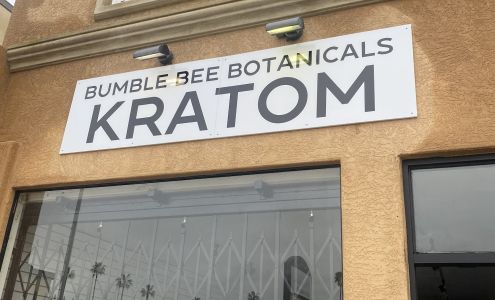 BUMBLE BEE BOTANICALS
KRATOM